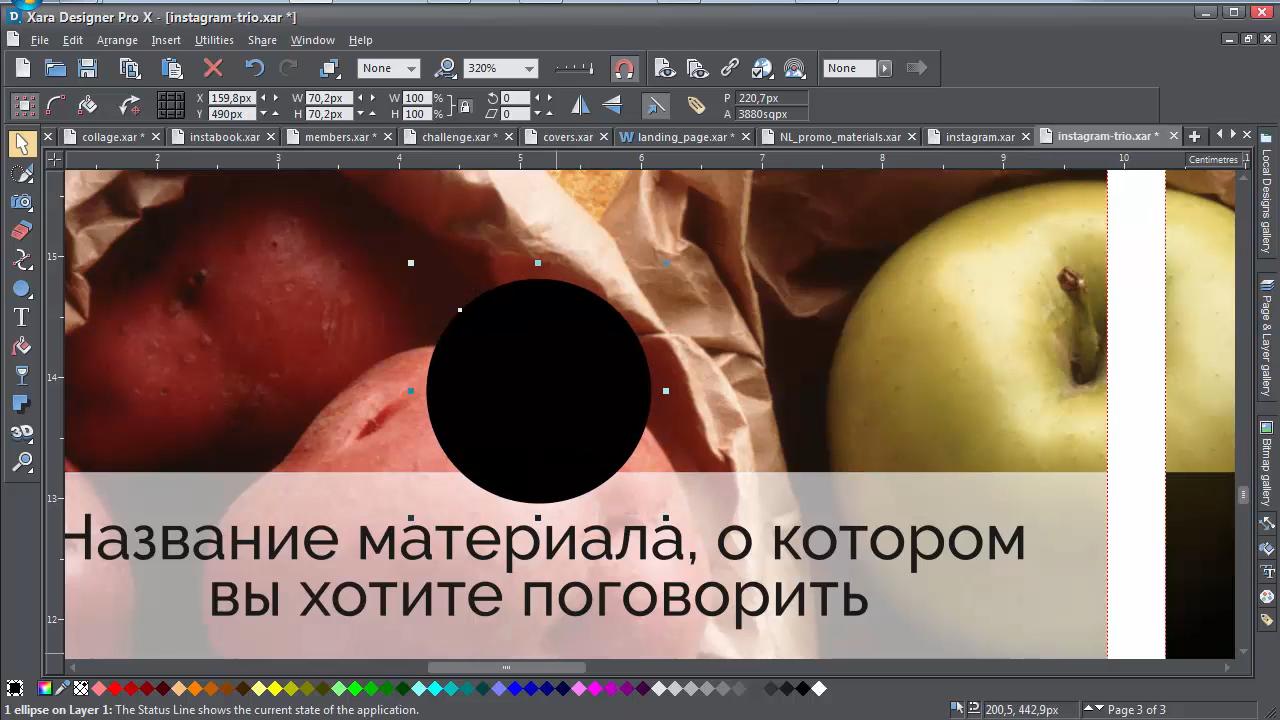 Xara Designer Pro X - [instagram-trio.xar *]
File Edit Arrange Insert Utilities Share Window Help
None 320% None
X 159,8px W 70,2px W 100 % 0 P 220,7px
Y 490px H 70,2px H 100 % 0 A 3880sqpx
collage.xar * instabook.xar members.xar * challenge.xar * covers.xar landing_page.xar * NL_promo_materials.xar instagram.xar instagram-trio.xar *
2 3 4 5 6 7 8 9 10 Centimetres 1
15
14
13
12
Local Designs gallery
Page & Layer gallery
Bitmap gallery
T
3D
Название материала, о котором
вы хотите поговорить
1 ellipse on Layer 1: The Status Line shows the current state of the application. 200,5, 442,9px Page 3 of 3